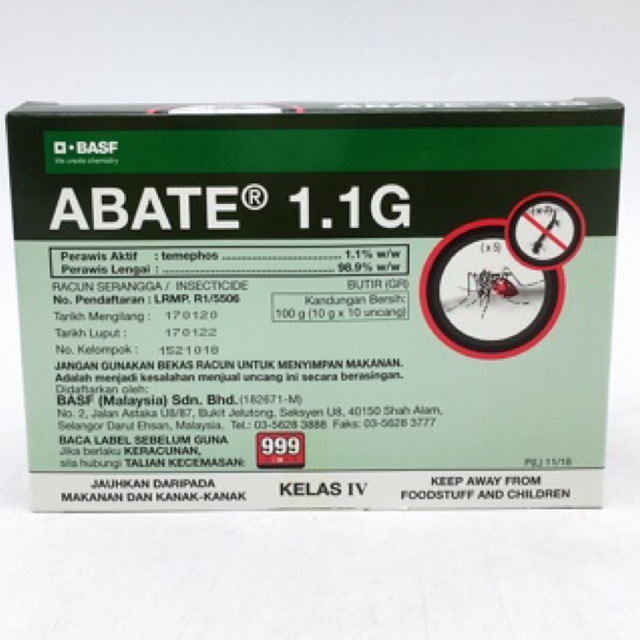 ABATE 1.1G
BASF
We create chemistry
ABATE® 1.1G
(x 7)
(x 5)
Perawis Aktif : temephos ........................................ 1.1% w/w
Perawis Lengai : ........................................ 98.9% w/w
RACUN SERANGGA / INSECTICIDE BUTIR (GR)
No. Pendaftaran : LRMP. R1/5506
Kandungan Bersih:
100 g (10 g x 10 uncang)
Tarikh Mengilang : 170120
Tarikh Luput : 170122
No. Kelompok : 1521018
JANGAN GUNAKAN BEKAS RACUN UNTUK MENYIMPAN MAKANAN.
Adalah menjadi kesalahan menjual uncang ini secara berasingan.
Didaftarkan oleh:
BASF (Malaysia) Sdn. Bhd.(182671-M)
No. 2, Jalan Astaka U8/87, Bukit Jelutong, Seksyen U8, 40150 Shah Alam,
Selangor Darul Ehsan, Malaysia. Tel.: 03-5628 3888 Faks: 03-5628 3777
BACA LABEL SEBELUM GUNA
Jika berlaku KERACUNAN,
sila hubungi TALIAN KECEMASAN:
999
P(L) 11/18
JAUHKAN DARIPADA
MAKANAN DAN KANAK-KANAK
KELAS IV
KEEP AWAY FROM
FOODSTUFF AND CHILDREN